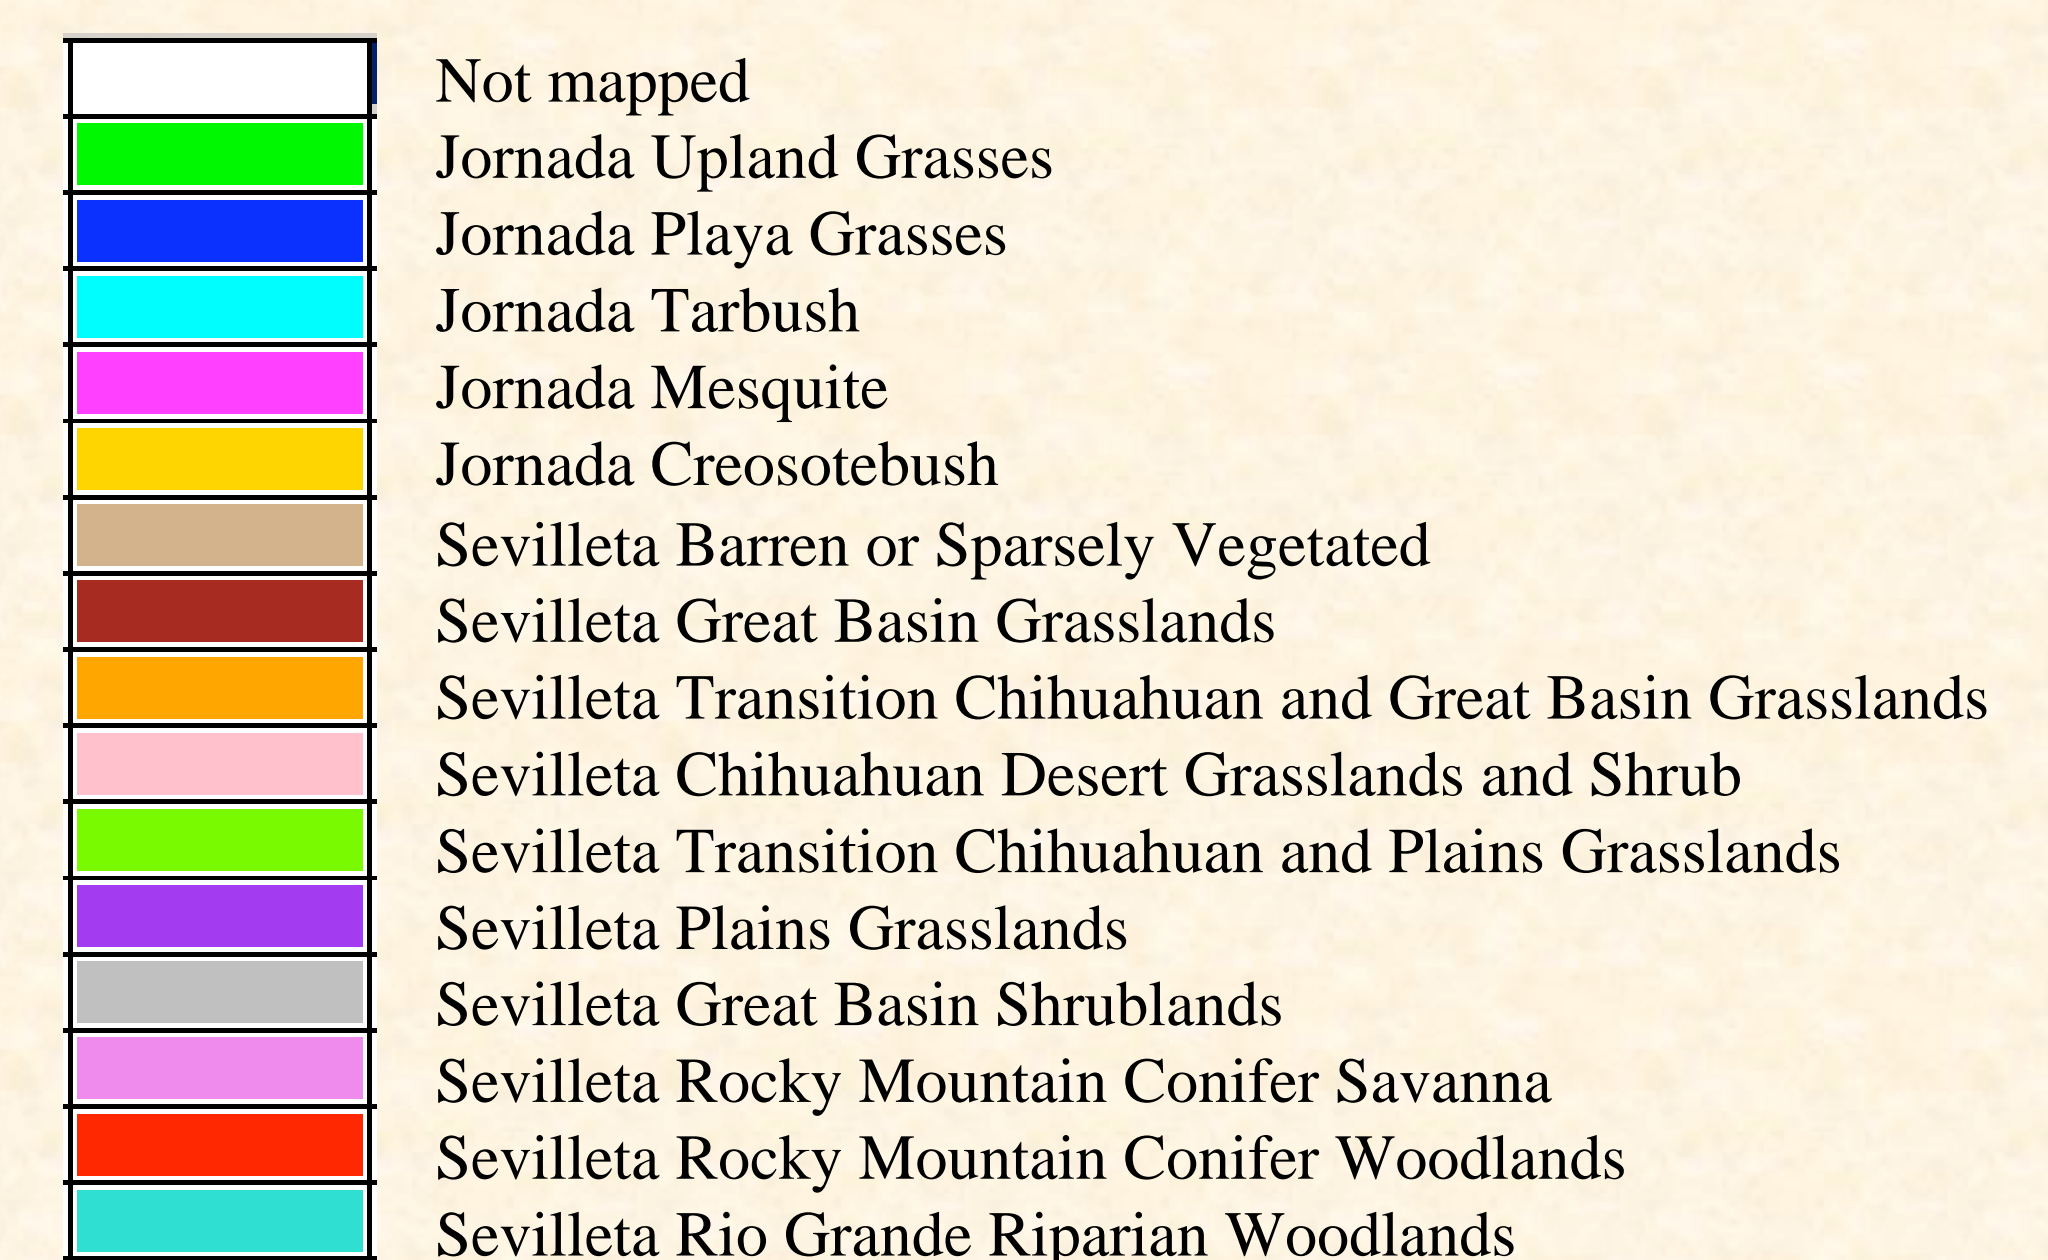 Not mapped
Jornada Upland Grasses
Jornada Playa Grasses
Jornada Tarbush
Jornada Mesquite
Jornada Creosotebush
Sevilleta Barren or Sparsely Vegetated
Sevilleta Great Basin Grasslands
Sevilleta Transition Chihuahuan and Great Basin Grasslands
Sevilleta Chihuahuan Desert Grasslands and Shrub
Sevilleta Transition Chihuahuan and Plains Grasslands
Sevilleta Plains Grasslands
Sevilleta Great Basin Shrublands
Sevilleta Rocky Mountain Conifer Savanna
Sevilleta Rocky Mountain Conifer Woodlands
Sevilleta Rio Grande Riparian Woodlands